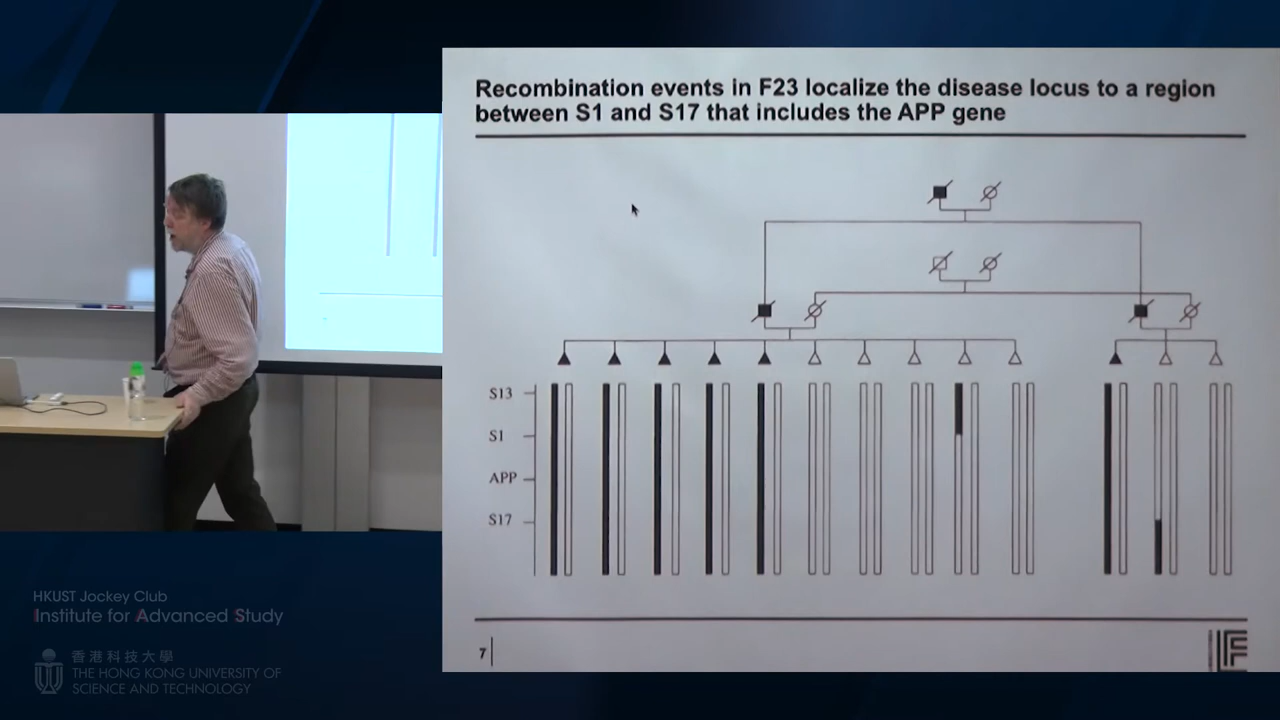 Recombination events in F23 localize the disease locus to a region
between S1 and S17 that includes the APP gene
S13
S1
APP
S17
7
HKUST Jockey Club
Institute for Advanced Study
香港科技大學
THE HONG KONG UNIVERSITY OF
SCIENCE AND TECHNOLOGY